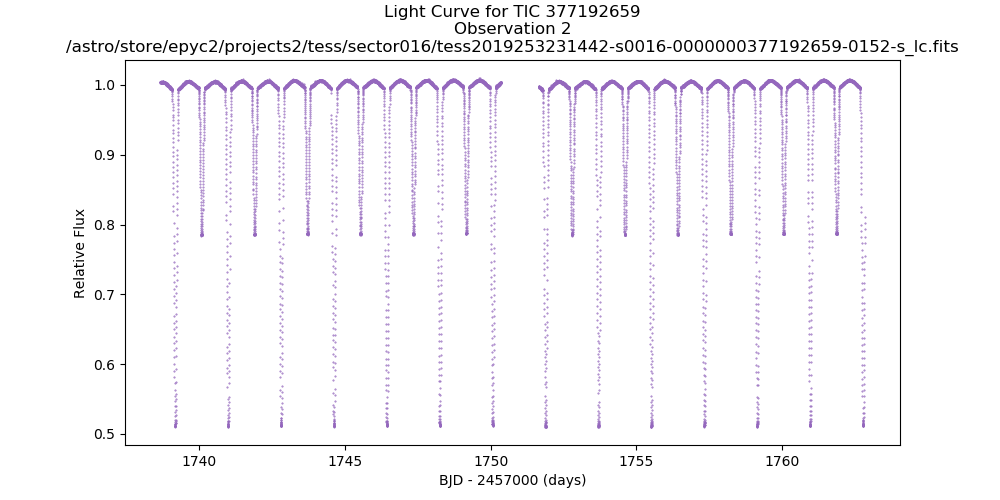 Light Curve for TIC 377192659
Observation 2
/astro/store/epyc2/projects2/tess/sector016/tess2019253231442-s0016-0000000377192659-0152-s_lc.fits
1.0
0.9
0.8
0.7
0.6
0.5
Relative Flux
1740
1745
1750
1755
1760
BJD - 2457000 (days)